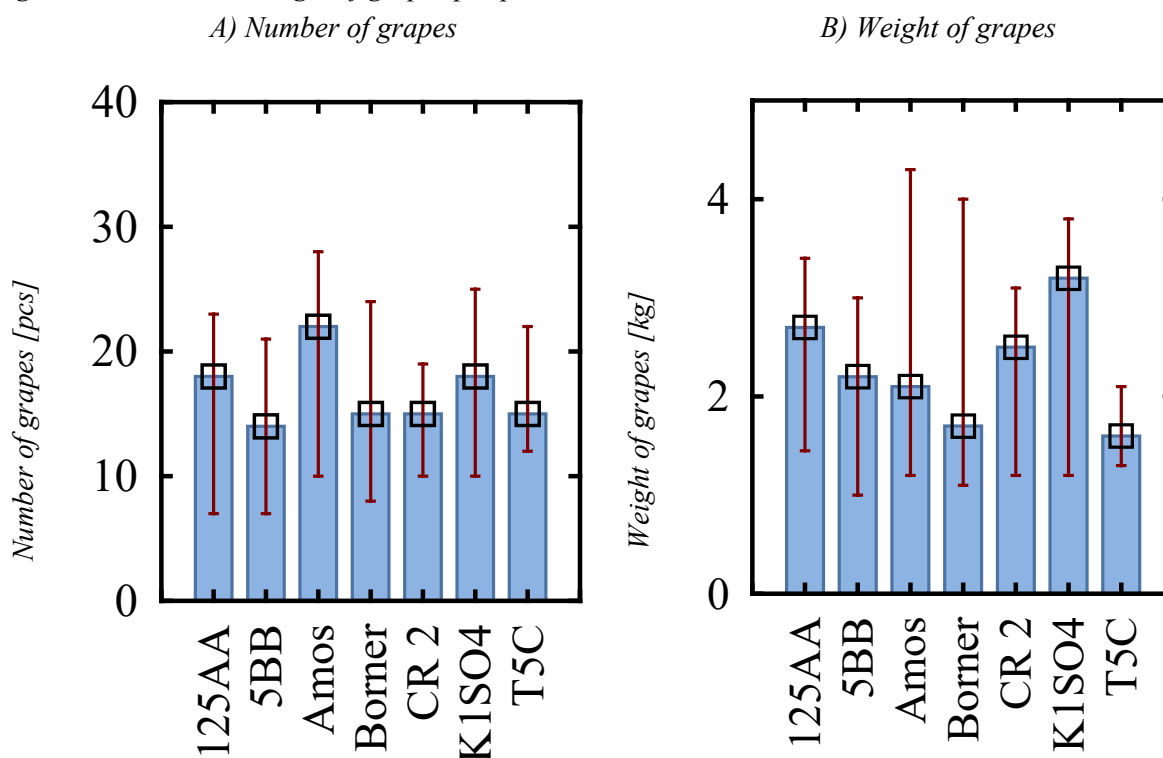 A) Number of grapes
B) Weight of grapes
Number of grapes [pcs]
40
30
20
10
0
125AA
5BB
Amos
Borner
CR 2
K1SO4
T5C
Weight of grapes [kg]
4
2
0
125AA
5BB
Amos
Borner
CR 2
K1SO4
T5C